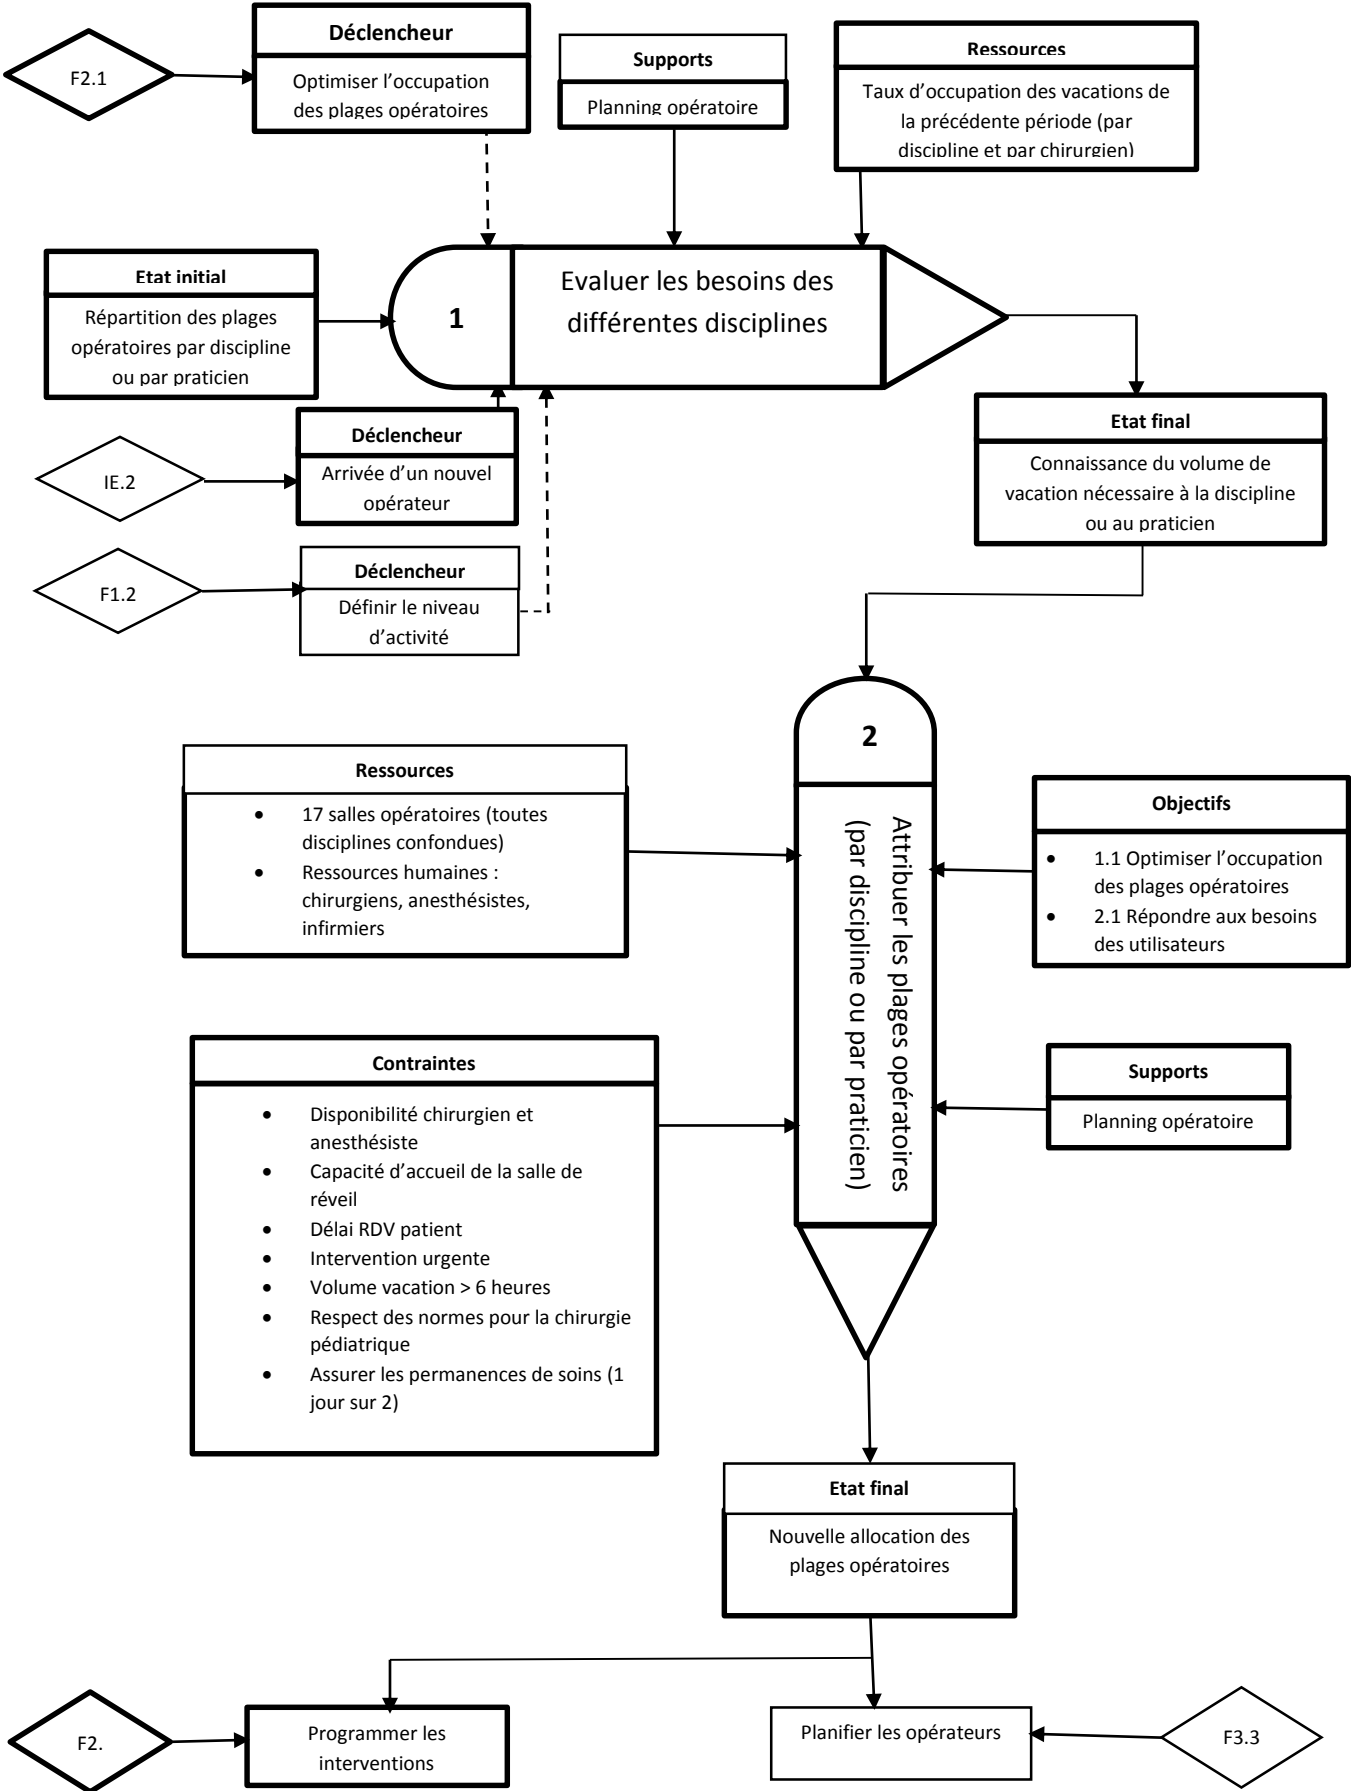 F2.1
Déclencheur
Optimiser l’occupation
des plages opératoires
Supports
Planning opératoire
Ressources
Taux d’occupation des vacations de
la précédente période (par
discipline et par chirurgien)
Etat initial
Répartition des plages
opératoires par discipline
ou par praticien
1
Evaluer les besoins des
différentes disciplines
IE.2
Déclencheur
Arrivée d’un nouvel
opérateur
F1.2
Déclencheur
Définir le niveau
d’activité
Etat final
Connaissance du volume de
vacation nécessaire à la discipline
ou au praticien
2
Attribuer les plages opératoires
(par discipline ou par praticien)
Ressources
• 17 salles opératoires (toutes
disciplines confondues)
• Ressources humaines :
chirurgiens, anesthésistes,
infirmiers
Objectifs
• 1.1 Optimiser l’occupation
des plages opératoires
• 2.1 Répondre aux besoins
des utilisateurs
Contraintes
• Disponibilité chirurgien et
anesthésiste
• Capacité d’accueil de la salle de
réveil
• Délai RDV patient
• Intervention urgente
• Volume vacation > 6 heures
• Respect des normes pour la chirurgie
pédiatrique
• Assurer les permanences de soins (1
jour sur 2)
Supports
Planning opératoire
Etat final
Nouvelle allocation des
plages opératoires
F2.
Programmer les
interventions
Planifier les opérateurs
F3.3